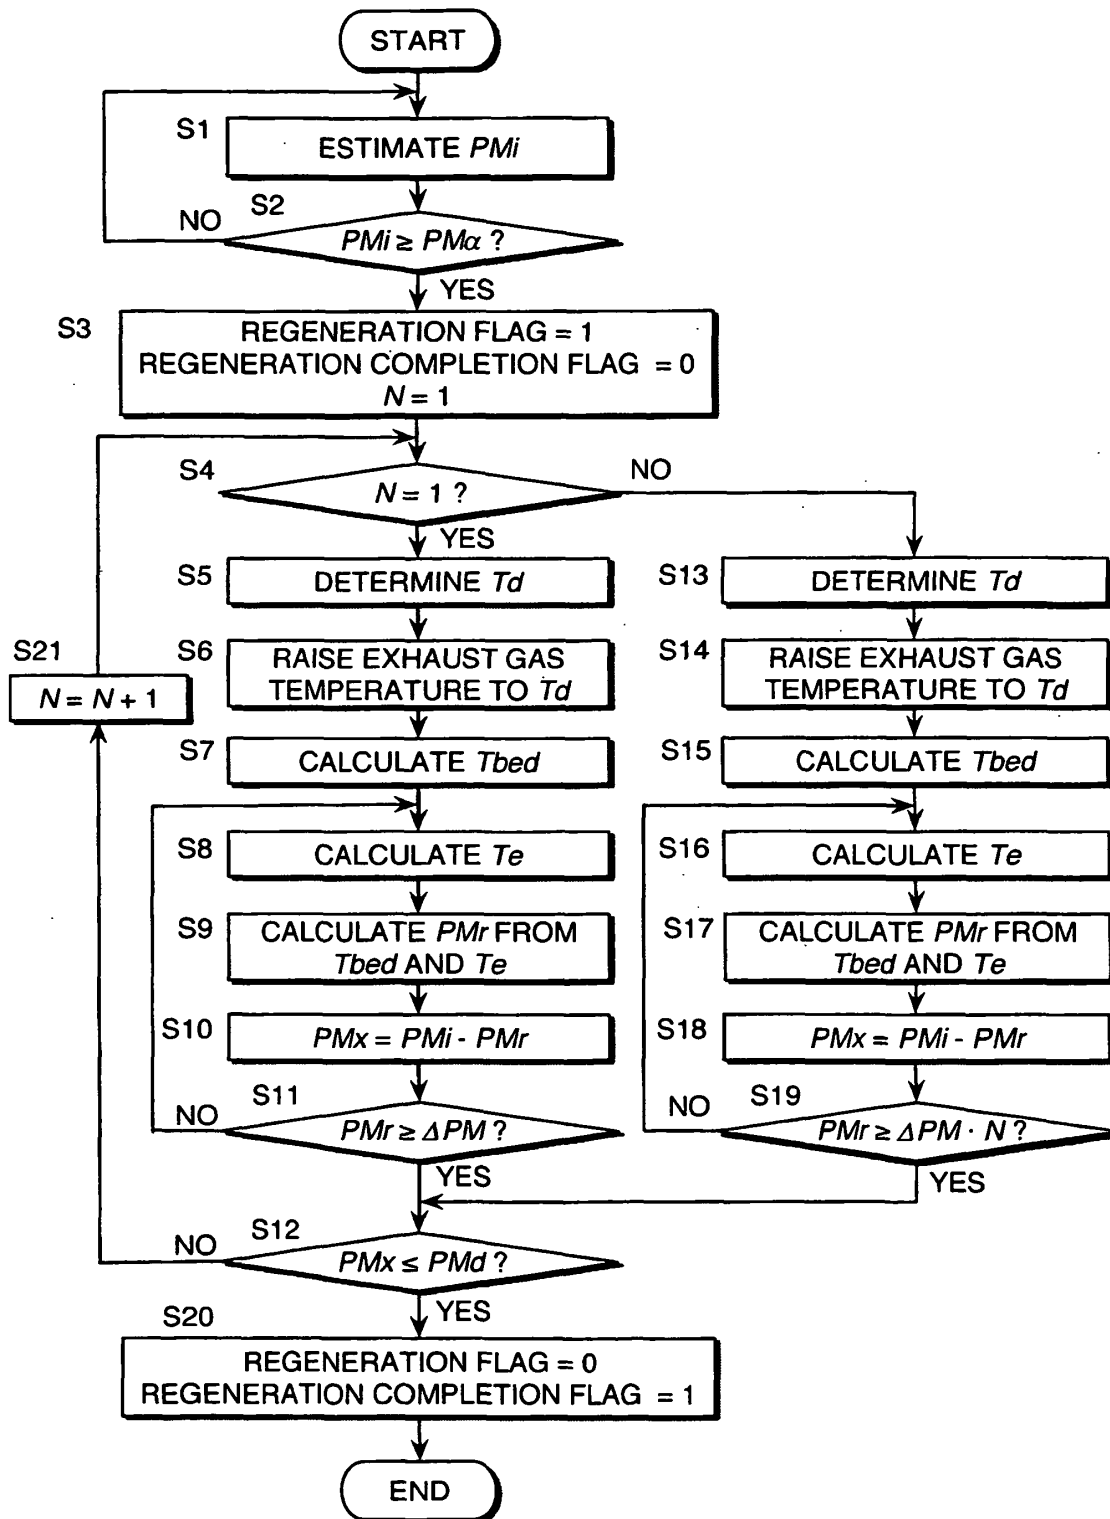 START
S1
ESTIMATE PMi
S2
NO
PMi ≥ PMα ?
YES
S3
REGENERATION FLAG = 1
REGENERATION COMPLETION FLAG = 0
N = 1
S4
N = 1 ?
NO
YES
S5
DETERMINE Td
S13
DETERMINE Td
S21
N = N + 1
S6
RAISE EXHAUST GAS
TEMPERATURE TO Td
S14
RAISE EXHAUST GAS
TEMPERATURE TO Td
S7
CALCULATE Tbed
S15
CALCULATE Tbed
S8
CALCULATE Te
S16
CALCULATE Te
S9
CALCULATE PMr FROM
Tbed AND Te
S17
CALCULATE PMr FROM
Tbed AND Te
S10
PMx = PMi - PMr
S18
PMx = PMi - PMr
S11
NO
PMr ≥ ΔPM ?
YES
S19
NO
PMr ≥ ΔPM · N ?
YES
S12
NO
PMx ≤ PMd ?
YES
S20
REGENERATION FLAG = 0
REGENERATION COMPLETION FLAG = 1
END